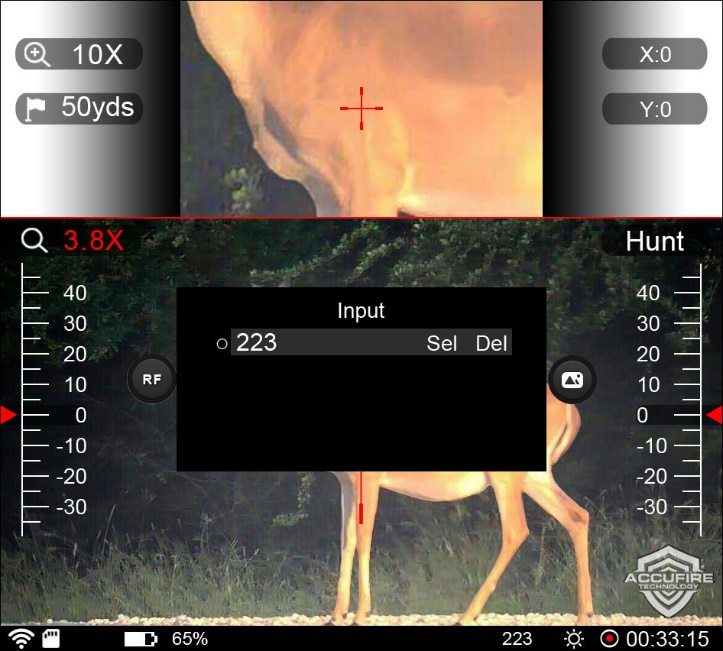 10X
X:0
50yds
Y:0
3.8X
Hunt
Input
223 Sel Del
RF
40
30
20
10
0
-10
-20
-30
40
30
20
10
0
-10
-20
-30
ACCUFIRE
TECHNOLOGY
65%
223
00:33:15